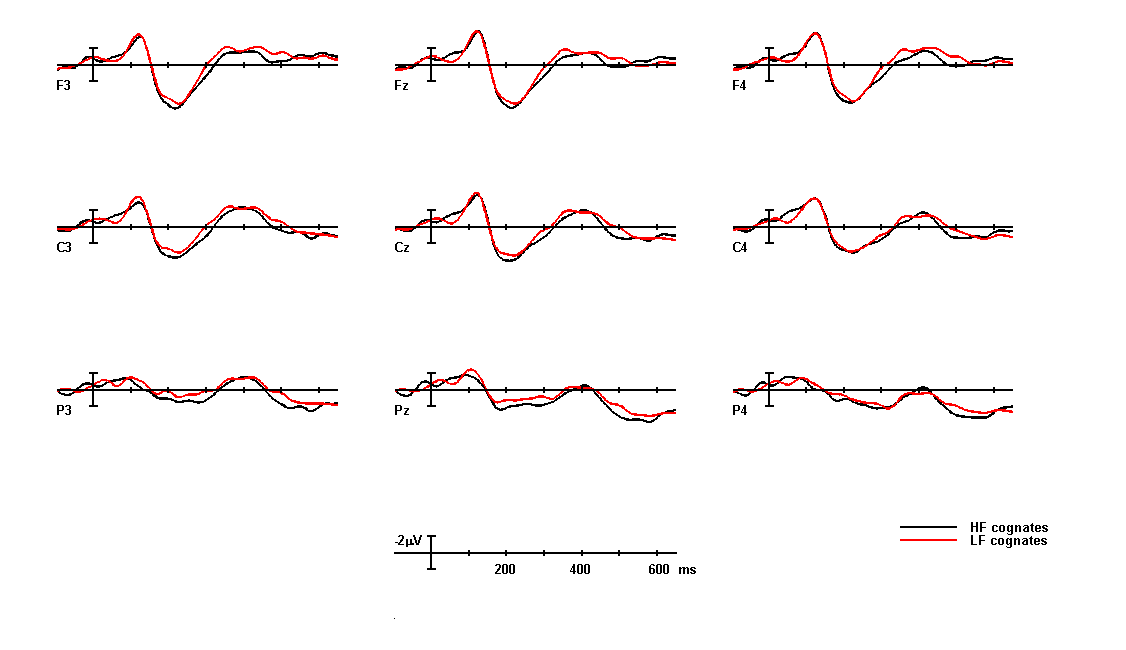 F3 Fz F4
C3 Cz C4
P3 Pz P4
HF cognates
-2µV LF cognates
200 400 600 ms